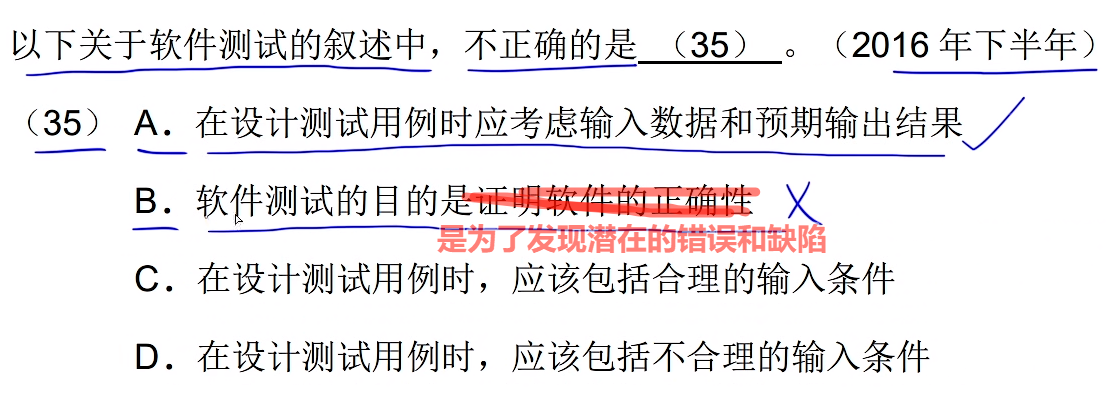 以下关于软件测试的叙述中，不正确的是 （35） 。（2016 年下半年）
（35） A．在设计测试用例时应考虑输入数据和预期输出结果
B．软件测试的目的是证明软件的正确性
是为了发现潜在的错误和缺陷
C．在设计测试用例时，应该包括合理的输入条件
D．在设计测试用例时，应该包括不合理的输入条件